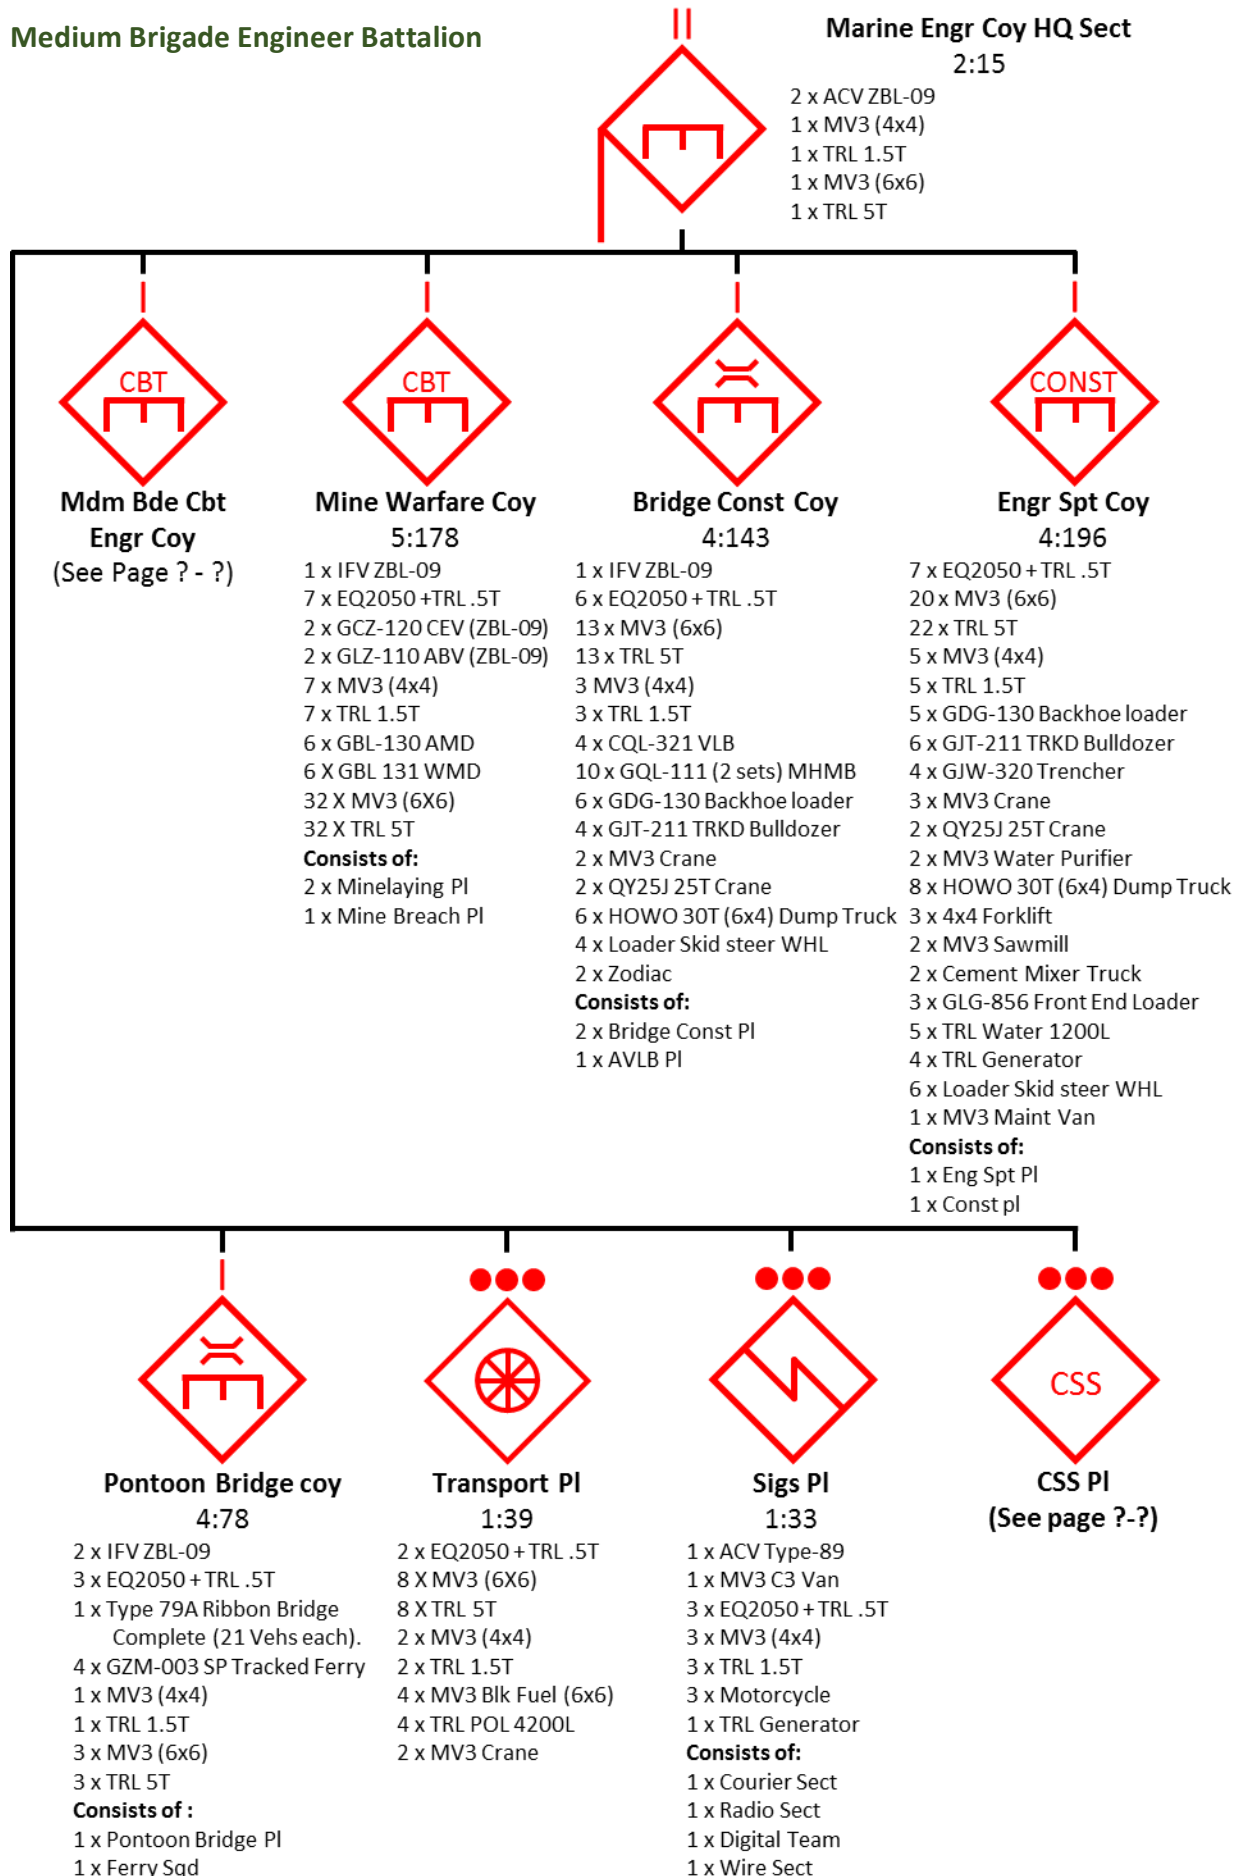 Medium Brigade Engineer Battalion
Marine Engr Coy HQ Sect
2:15
2 x ACV ZBL-09
1 x MV3 (4x4)
1 x TRL 1.5T
1 x MV3 (6x6)
1 x TRL 5T
CBT
Mdm Bde Cbt
Engr Coy
(See Page ? - ?)
CBT
Mine Warfare Coy
5:178
1 x IFV ZBL-09
7 x EQ2050 +TRL .5T
2 x GCZ-120 CEV (ZBL-09)
2 x GLZ-110 ABV (ZBL-09)
7 x MV3 (4x4)
7 x TRL 1.5T
6 x GBL-130 AMD
6 X GBL 131 WMD
32 X MV3 (6X6)
32 X TRL 5T
Consists of:
2 x Minelaying Pl
1 x Mine Breach Pl
Bridge Const Coy
4:143
1 x IFV ZBL-09
6 x EQ2050 + TRL .5T
13 x MV3 (6x6)
13 x TRL 5T
3 MV3 (4x4)
3 x TRL 1.5T
4 x CQL-321 VLB
10 x GQL-111 (2 sets) MHMB
6 x GDG-130 Backhoe loader
4 x GJT-211 TRKD Bulldozer
2 x MV3 Crane
2 x QY25J 25T Crane
6 x HOWO 30T (6x4) Dump Truck
4 x Loader Skid steer WHL
2 x Zodiac
Consists of:
2 x Bridge Const Pl
1 x AVLB Pl
CONST
Engr Spt Coy
4:196
7 x EQ2050 + TRL .5T
20 x MV3 (6x6)
22 x TRL 5T
5 x MV3 (4x4)
5 x TRL 1.5T
5 x GDG-130 Backhoe loader
6 x GJT-211 TRKD Bulldozer
4 x GJW-320 Trencher
3 x MV3 Crane
2 x QY25J 25T Crane
2 x MV3 Water Purifier
8 x HOWO 30T (6x4) Dump Truck
3 x 4x4 Forklift
2 x MV3 Sawmill
2 x Cement Mixer Truck
3 x GLG-856 Front End Loader
5 x TRL Water 1200L
4 x TRL Generator
6 x Loader Skid steer WHL
1 x MV3 Maint Van
Consists of:
1 x Eng Spt Pl
1 x Const pl
Pontoon Bridge coy
4:78
2 x IFV ZBL-09
3 x EQ2050 + TRL .5T
1 x Type 79A Ribbon Bridge
Complete (21 Vehs each).
4 x GZM-003 SP Tracked Ferry
1 x MV3 (4x4)
1 x TRL 1.5T
3 x MV3 (6x6)
3 x TRL 5T
Consists of :
1 x Pontoon Bridge Pl
1 x Ferry Sqd
Transport Pl
1:39
2 x EQ2050 + TRL .5T
8 X MV3 (6X6)
8 X TRL 5T
2 x MV3 (4x4)
2 x TRL 1.5T
4 x MV3 Blk Fuel (6x6)
4 x TRL POL 4200L
2 x MV3 Crane
Sigs Pl
1:33
1 x ACV Type-89
1 x MV3 C3 Van
3 x EQ2050 + TRL .5T
3 x MV3 (4x4)
3 x TRL 1.5T
3 x Motorcycle
1 x TRL Generator
Consists of:
1 x Courier Sect
1 x Radio Sect
1 x Digital Team
1 x Wire Sect
CSS
CSS Pl
(See page ?-?)